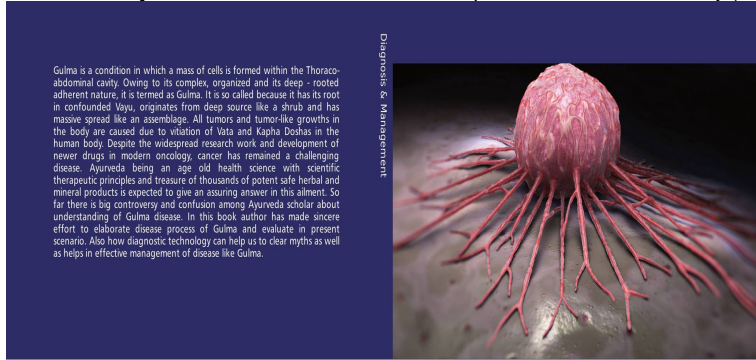 Gulma is a condition in which a mass of cells is formed within the Thoraco-
abdominal cavity. Owing to its complex, organized and its deep - rooted
adherent nature, it is termed as Gulma. It is so called because it has its root
in confounded Vayu, originates from deep source like a shrub and has
massive spread like an assemblage. All tumors and tumor-like growths in
the body are caused due to vitiation of Vata and Kapha Doshas in the
human body. Despite the widespread research work and development of
newer drugs in modern oncology, cancer has remained a challenging
disease. Ayurveda being an age old health science with scientific
therapeutic principles and treasure of thousands of potent safe herbal and
mineral products is expected to give an assuring answer in this ailment. So
far there is big controversy and confusion among Ayurveda scholar about
understanding of Gulma disease. In this book author has made sincere
effort to elaborate disease process of Gulma and evaluate in present
scenario. Also how diagnostic technology can help us to clear myths as well
as helps in effective management of disease like Gulma.
Diagnosis & Management